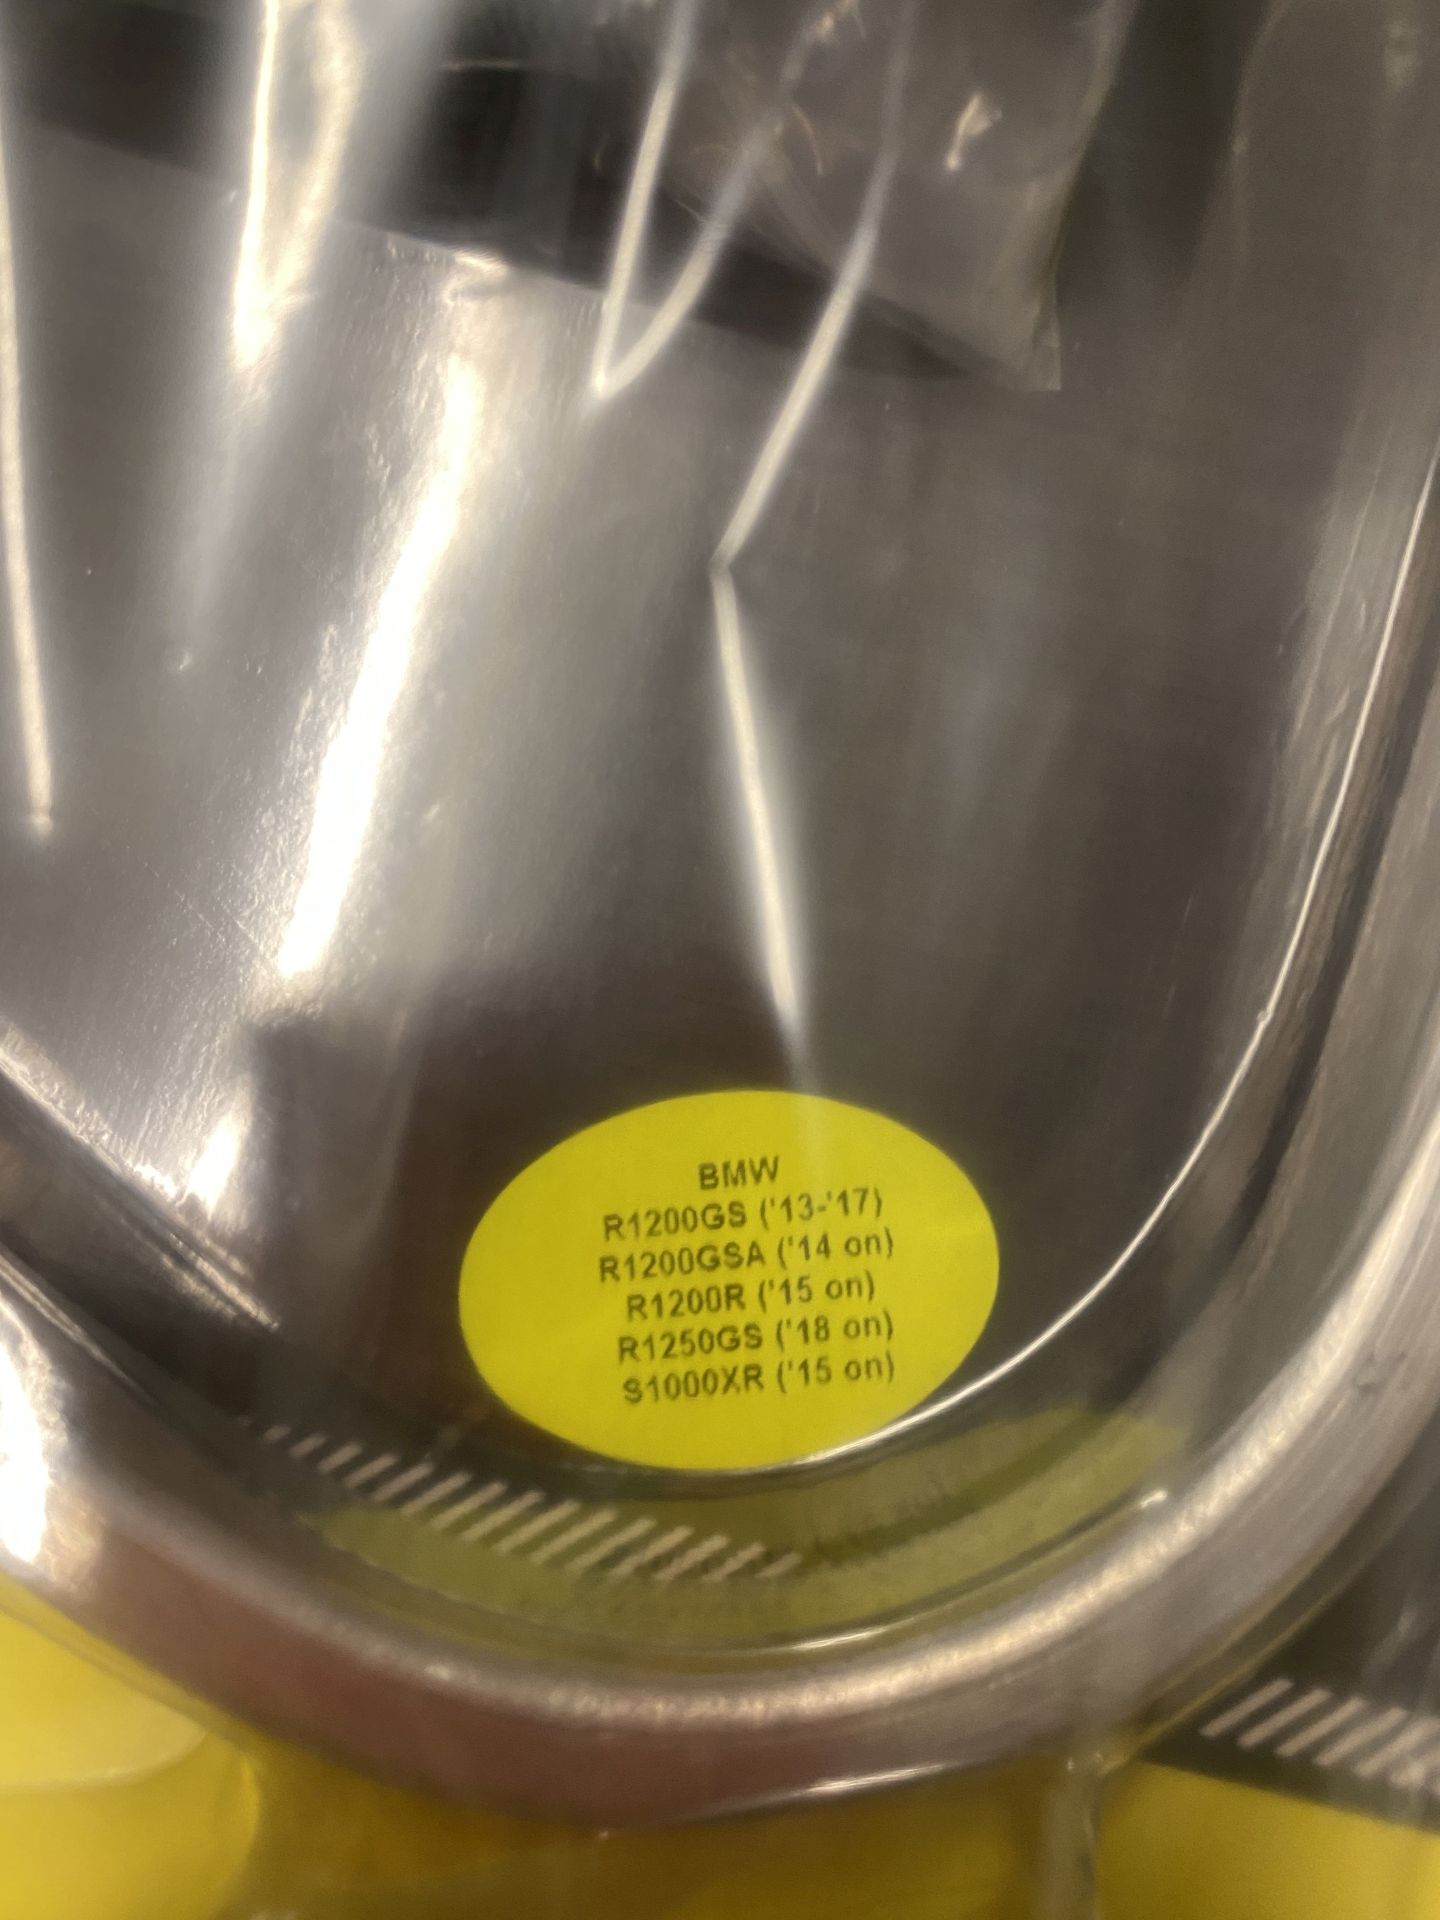 BMW
R1200GS ('13-'17)
R1200GSA ('14 on)
R1200R ('15 on)
R1250GS ('18 on)
S1000XR ('15 on)